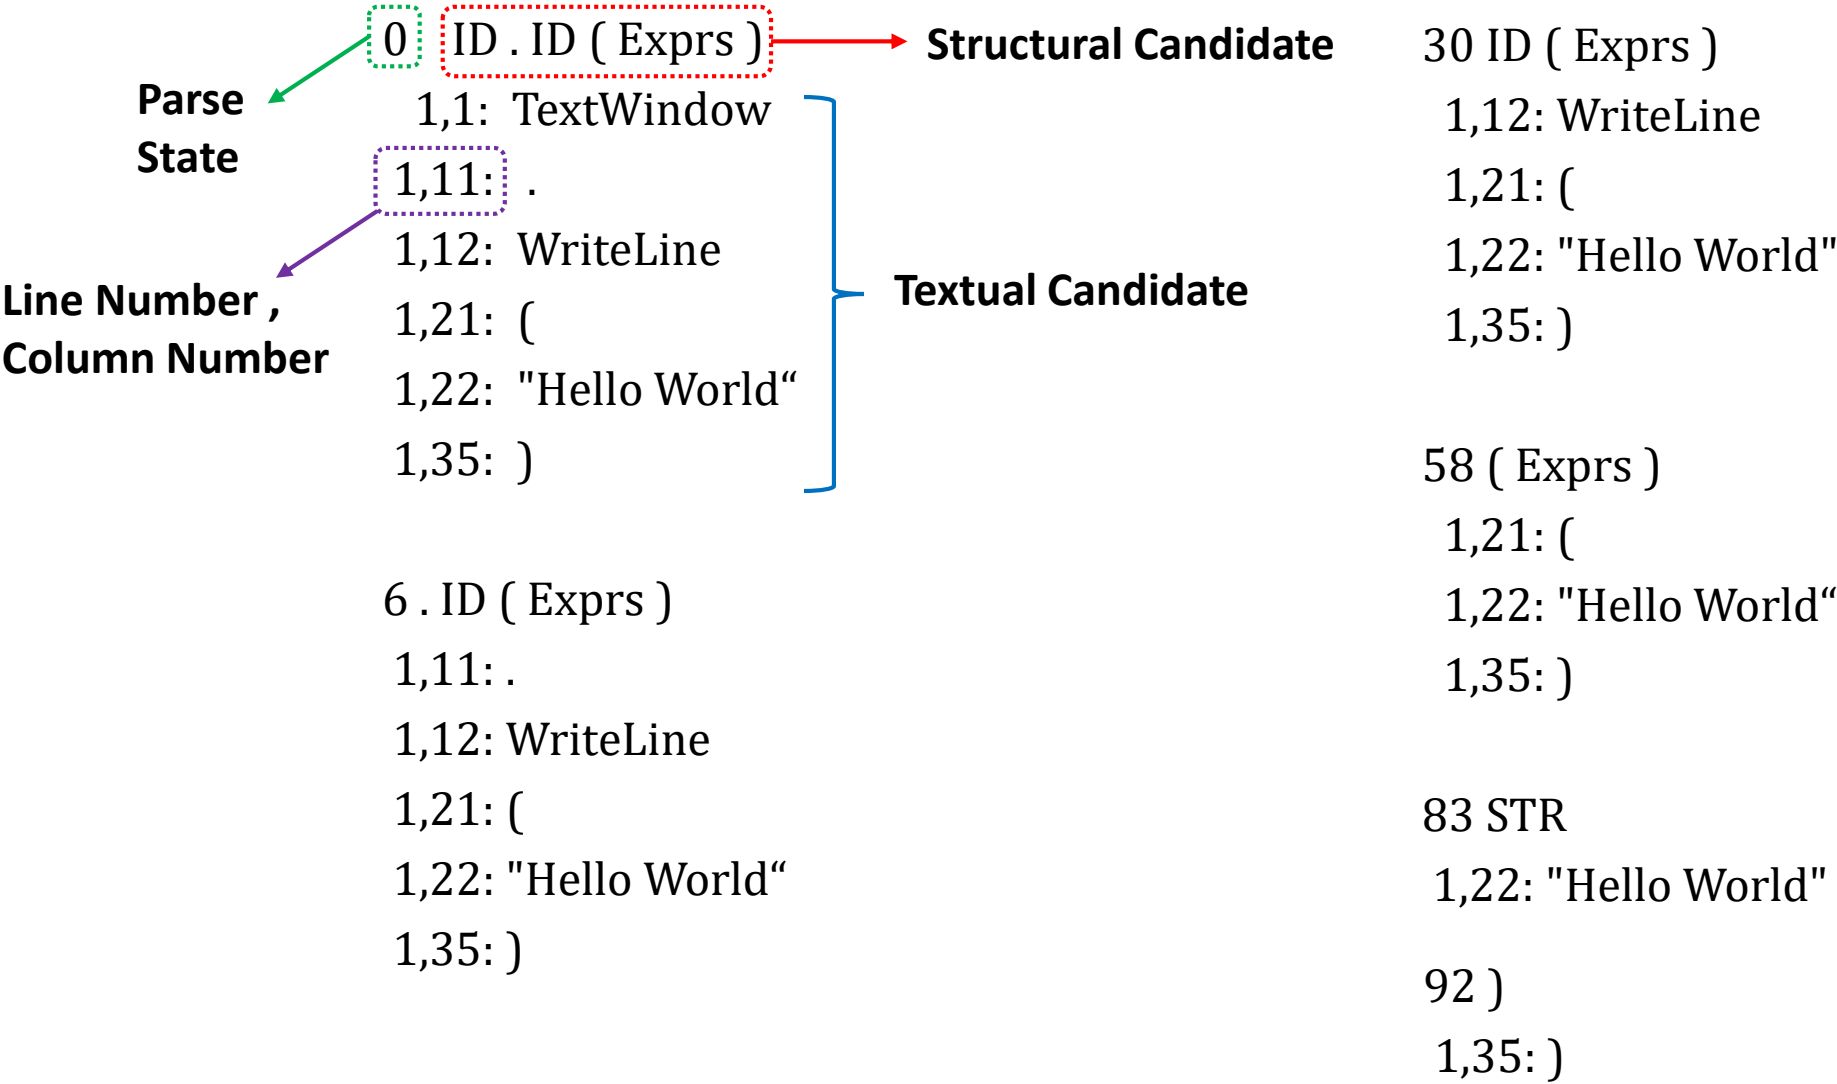 0 ID . ID ( Exprs )
Structural Candidate
Parse
State
1,1: TextWindow
1,11: .
1,12: WriteLine
1,21: (
1,22: "Hello World“
1,35: )
Line Number ,
Column Number
Textual Candidate
6 . ID ( Exprs )
1,11: .
1,12: WriteLine
1,21: (
1,22: "Hello World“
1,35: )
30 ID ( Exprs )
1,12: WriteLine
1,21: (
1,22: "Hello World"
1,35: )
58 ( Exprs )
1,21: (
1,22: "Hello World“
1,35: )
83 STR
1,22: "Hello World"
92 )
1,35: )